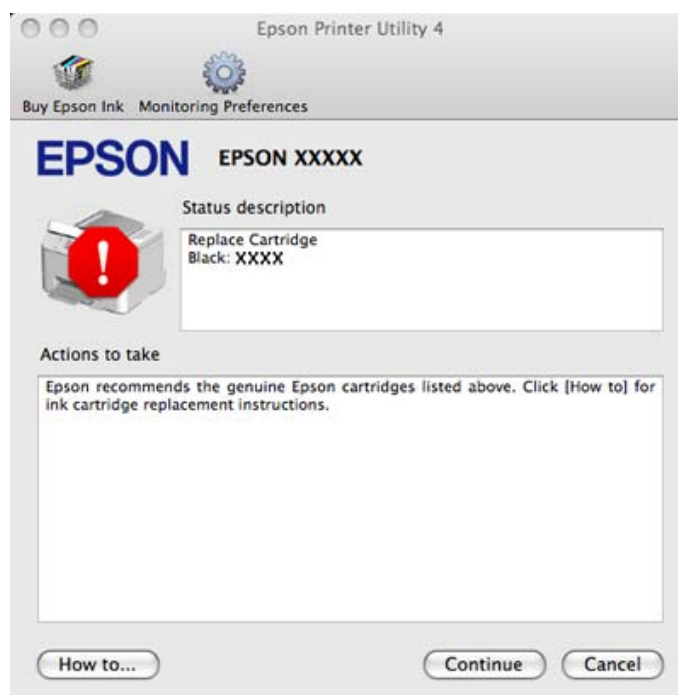 Epson Printer Utility 4
Buy Epson Ink Monitoring Preferences
EPSON EPSON XXXXX
Status description
Replace Cartridge
Black: XXXX
!
Actions to take
Epson recommends the genuine Epson cartridges listed above. Click [How to] for
ink cartridge replacement instructions.
How to... Continue Cancel